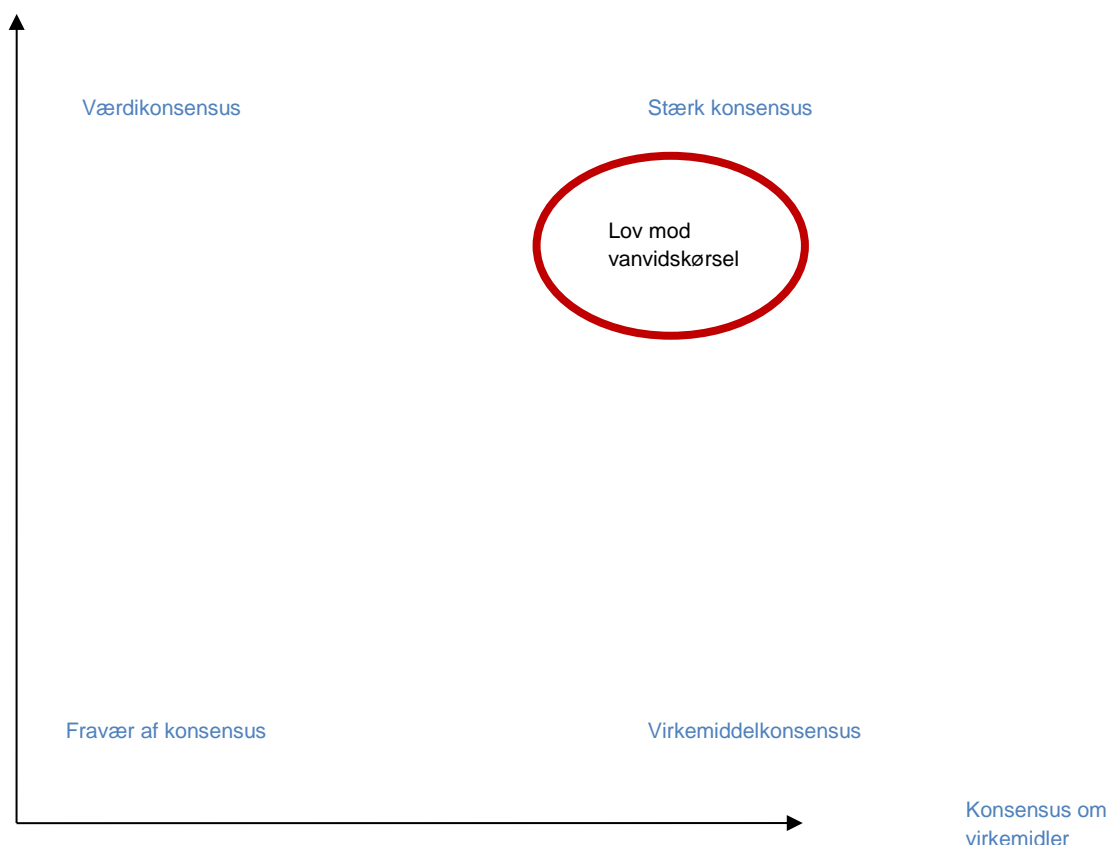 Værdikonsensus
Stærk konsensus
Lov mod
vanvidskørsel
Fravær af konsensus
Virkemiddelkonsensus
Konsensus om
virkemidler